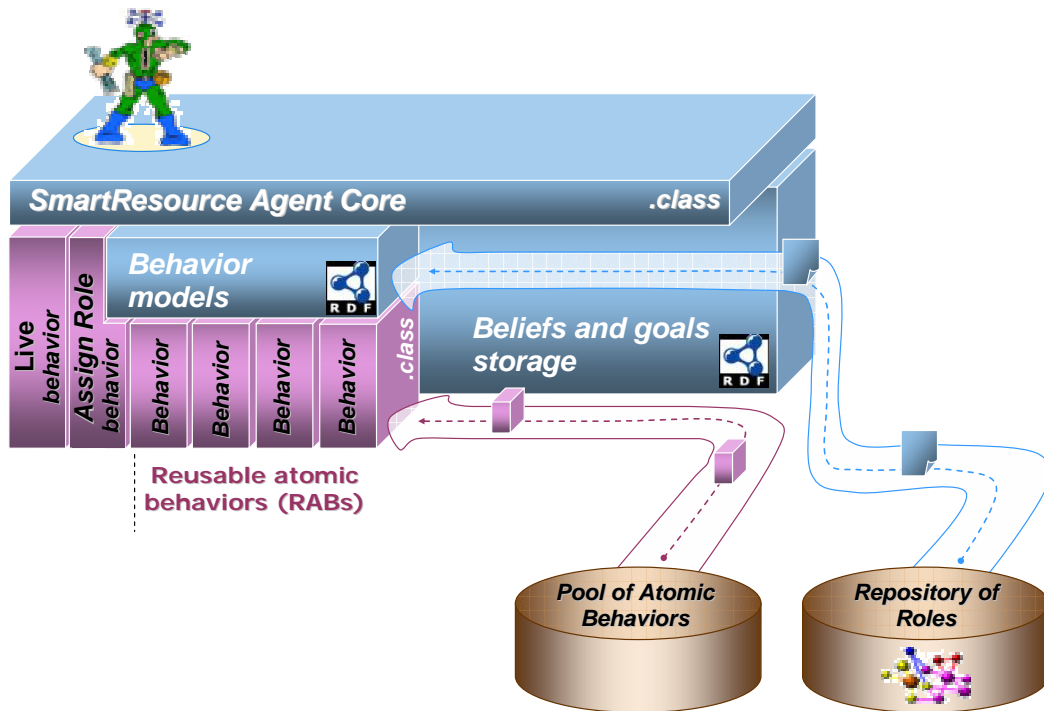 SmartResource Agent Core
.class
Behavior
models
RDF
Live
behavior
Assign Role
behavior
Behavior
Behavior
Behavior
Behavior
.class
Beliefs and goals
storage
RDF
Reusable atomic
behaviors (RABs)
Pool of Atomic
Behaviors
Repository of
Roles